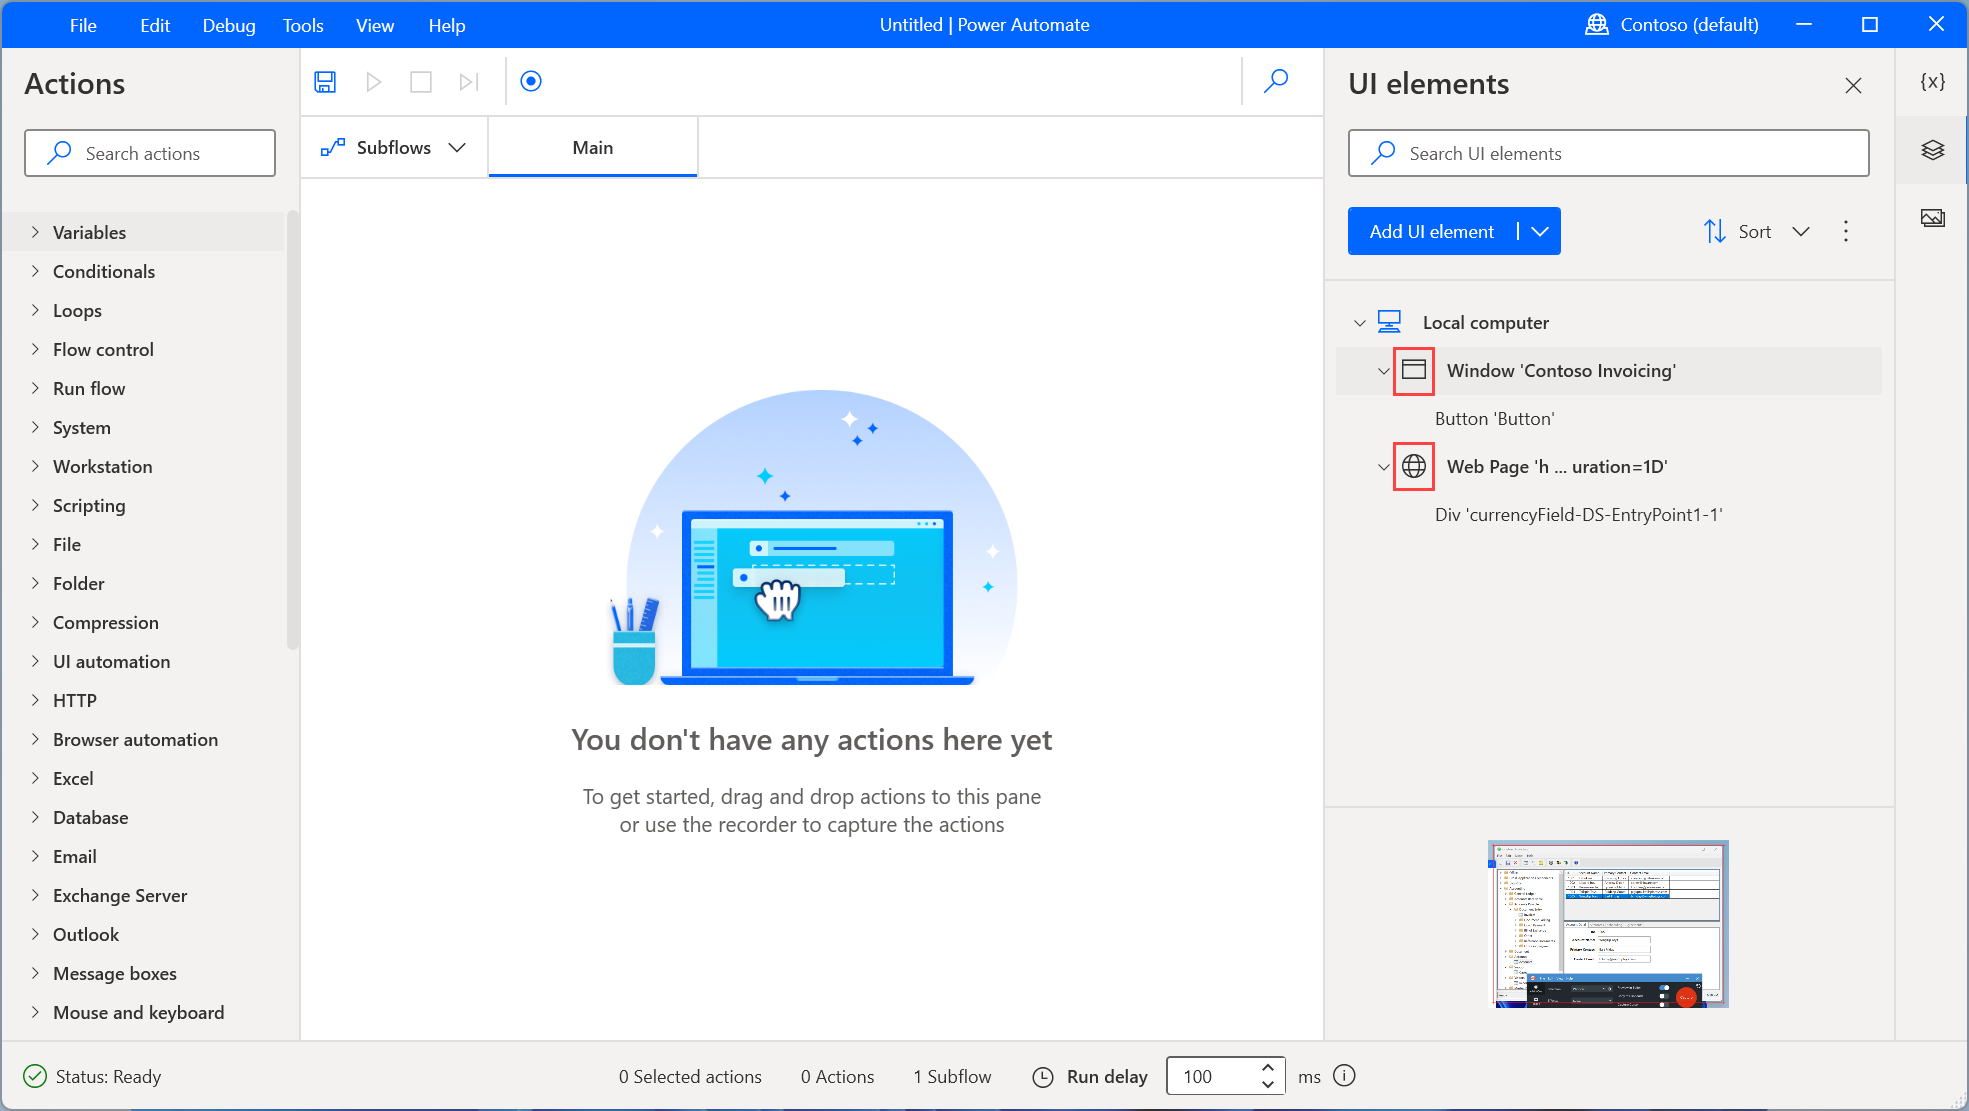 File Edit Debug Tools View Help Untitled | Power Automate Contoso (default)
Actions
Search actions
Variables
Conditionals
Loops
Flow control
Run flow
System
Workstation
Scripting
File
Folder
Compression
UI automation
HTTP
Browser automation
Excel
Database
Email
Exchange Server
Outlook
Message boxes
Mouse and keyboard
Subflows Main
You don't have any actions here yet
To get started, drag and drop actions to this pane
or use the recorder to capture the actions
UI elements
{x}
Search UI elements
Add UI element Sort
Local computer
Window 'Contoso Invoicing'
Button 'Button'
Web Page 'h ... uration=1D'
Div 'currencyField-DS-EntryPoint1-1'
Status: Ready 0 Selected actions 0 Actions 1 Subflow Run delay 100 ms